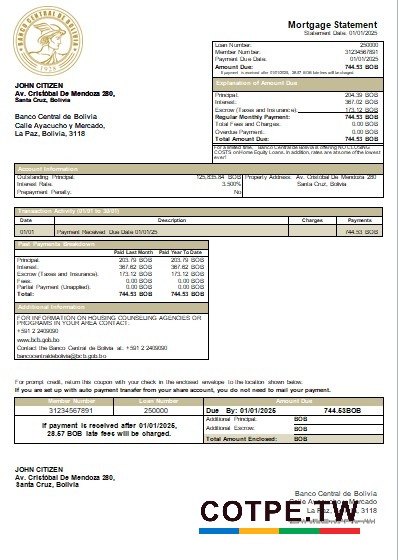 BANCO CENTRAL DE BOLIVIA
1928
Mortgage Statement
Statement Date: 01/01/2025
Loan Number: 250000
Member Number: 31234567891
Payment Due Date: 01/01/2025
Amount Due: 744.53 BOB
If payment is received after 01/01/2025, 28.57 BOB late fees will be charged.
JOHN CITIZEN
Av. Cristóbal De Mendoza 280,
Santa Cruz, Bolivia
Banco Central de Bolivia
Calle Ayacucho y Mercado,
La Paz, Bolivia, 3118
Explanation of Amount Due
Principal: 204.39 BOB
Interest: 367.02 BOB
Escrow (Taxes and Insurance): 173.12 BOB
Regular Monthly Payment: 744.53 BOB
Total Fees and Charges: 0.00 BOB
Overdue Payment: 0.00 BOB
Total Amount Due: 744.53 BOB
For a limited time, Banco Central de Bolivia is offering NO CLOSING
COSTS on Home Equity Loans. In addition, rates are at some of the lowest
ever!
Account Information
Outstanding Principal: 125,835.84 BOB
Interest Rate: 3.500%
Prepayment Penalty: No
Property Address: Av. Cristóbal De Mendoza 280
Santa Cruz, Bolivia
Transaction Activity (01/01 to 30/01)
Date Description Charges Payments
01/01 Payment Received Due Date 01/01/25 744.53 BOB
Past Payments Breakdown
Paid Last Month Paid Year To Date
Principal: 203.79 BOB 203.79 BOB
Interest: 367.62 BOB 367.62 BOB
Escrow (Taxes and Insurance): 173.12 BOB 173.12 BOB
Fees: 0.00 BOB 0.00 BOB
Partial Payment (Unapplied): 0.00 BOB 0.00 BOB
Total: 744.53 BOB 744.53 BOB
Additional Information
FOR INFORMATION ON HOUSING COUNSELING AGENCIES OR
PROGRAMS IN YOUR AREA CONTACT:
+591 2 2409090
www.bcb.gob.bo
Contact the Banco Central de Bolivia at: +591 2 2409090
bancocentraldebolivia@bcb.gob.bo
For prompt credit, return this coupon with your check in the enclosed envelope to the location shown below.
If you are set up with auto payment transfer from your share account, you do not need to mail your payment.
Member Number Loan Number Amount Due
31234567891 250000 Due By: 01/01/2025 744.53BOB
If payment is received after 01/01/2025,
28.57 BOB late fees will be charged.
Additional Principal: BOB
Additional Escrow: BOB
Total Amount Enclosed: BOB
JOHN CITIZEN
Av. Cristóbal De Mendoza 280,
Santa Cruz, Bolivia
Banco Central de Bolivia
Calle Ayacucho y Mercado
La Paz, Bolivia, 3118
COTPE.TW